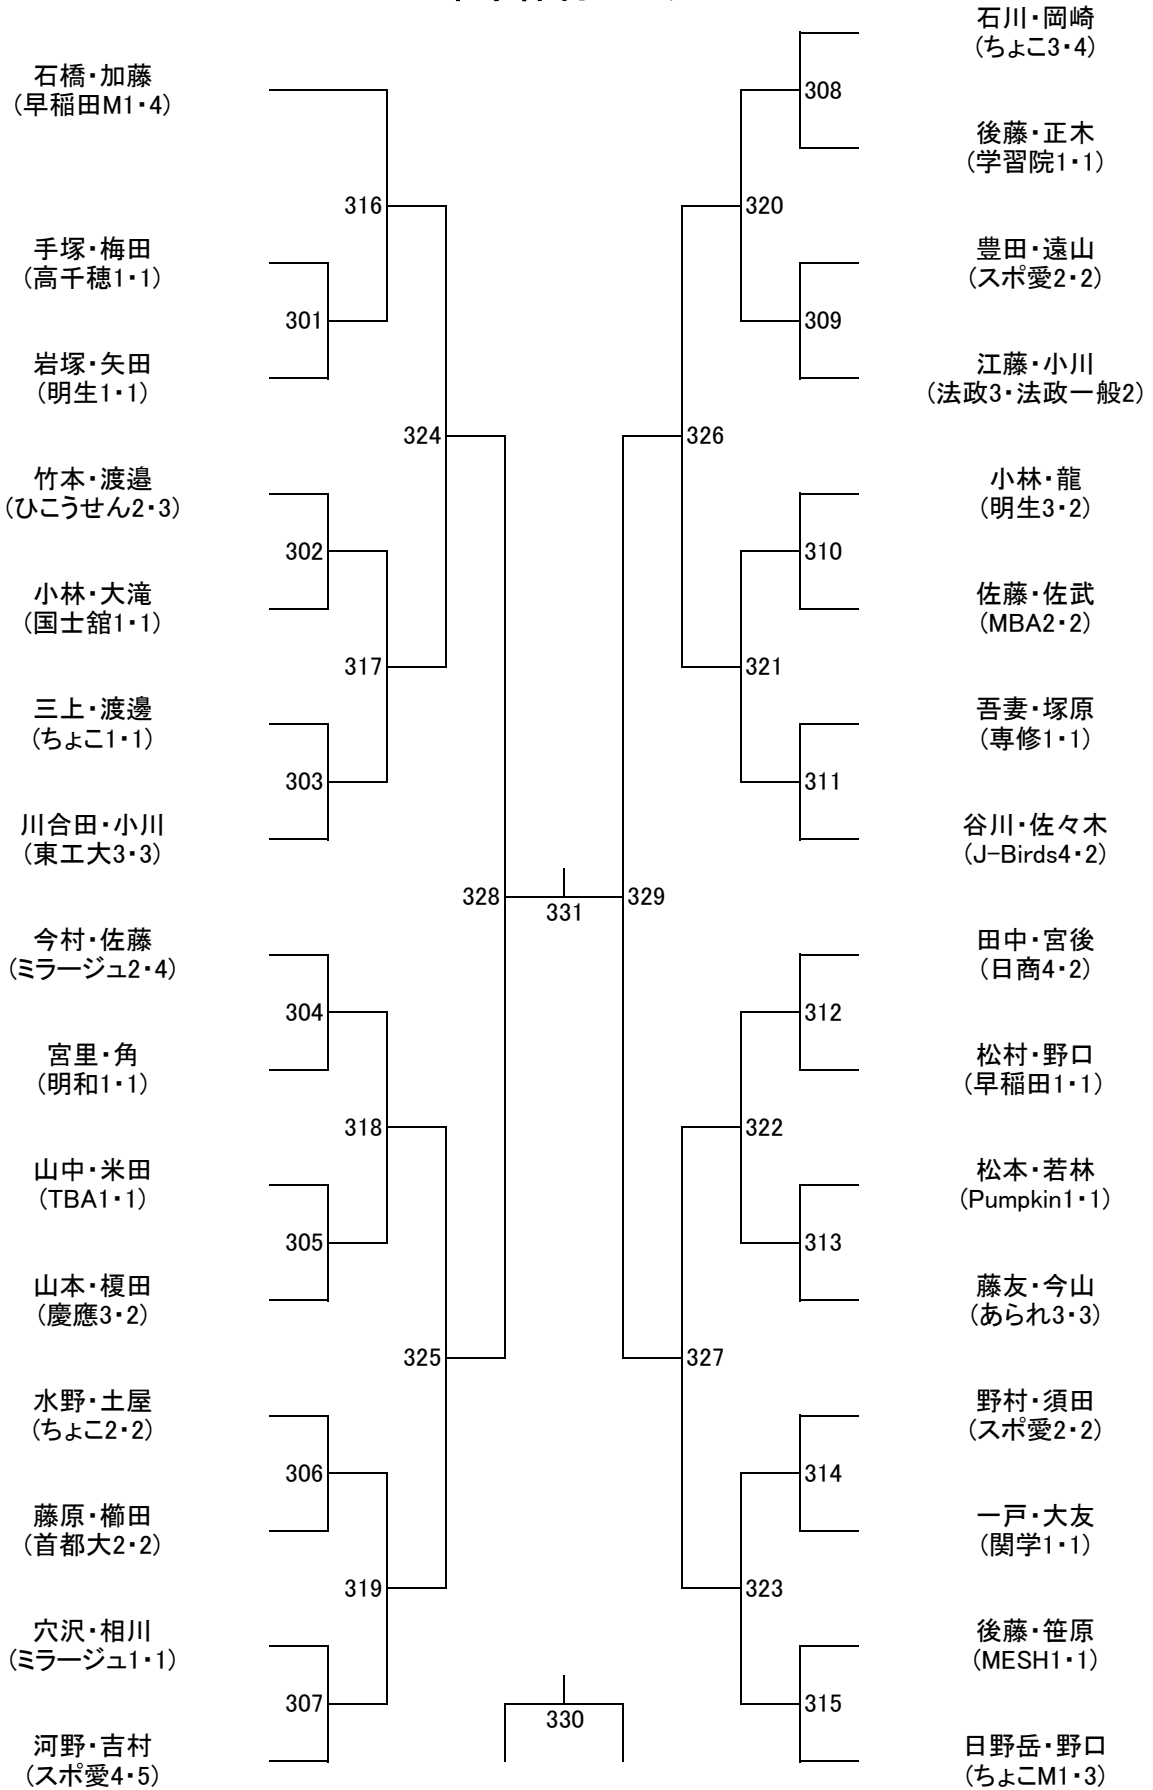 石橋・加藤
(早稲田M1・4)
手塚・梅田
(高千穂1・1)
岩塚・矢田
(明生1・1)
竹本・渡邉
(ひこうせん2・3)
小林・大滝
(国士舘1・1)
三上・渡邊
(ちょこ1・1)
川合田・小川
(東工大3・3)
今村・佐藤
(ミラージュ2・4)
宮里・角
(明和1・1)
山中・米田
(TBA1・1)
山本・榎田
(慶應3・2)
水野・土屋
(ちょこ2・2)
藤原・櫛田
(首都大2・2)
穴沢・相川
(ミラージュ1・1)
河野・吉村
(スポ愛4・5)
301
302
303
304
305
306
307
316
317
318
319
324
325
328
331
330
329
326
327
320
321
322
323
308
309
310
311
312
313
314
315
石川・岡崎
(ちょこ3・4)
後藤・正木
(学習院1・1)
豊田・遠山
(スポ愛2・2)
江藤・小川
(法政3・法政一般2)
小林・龍
(明生3・2)
佐藤・佐武
(MBA2・2)
吾妻・塚原
(専修1・1)
谷川・佐々木
(J-Birds4・2)
田中・宮後
(日商4・2)
松村・野口
(早稲田1・1)
松本・若林
(Pumpkin1・1)
藤友・今山
(あられ3・3)
野村・須田
(スポ愛2・2)
一戸・大友
(関学1・1)
後藤・笹原
(MESH1・1)
日野岳・野口
(ちょこM1・3)